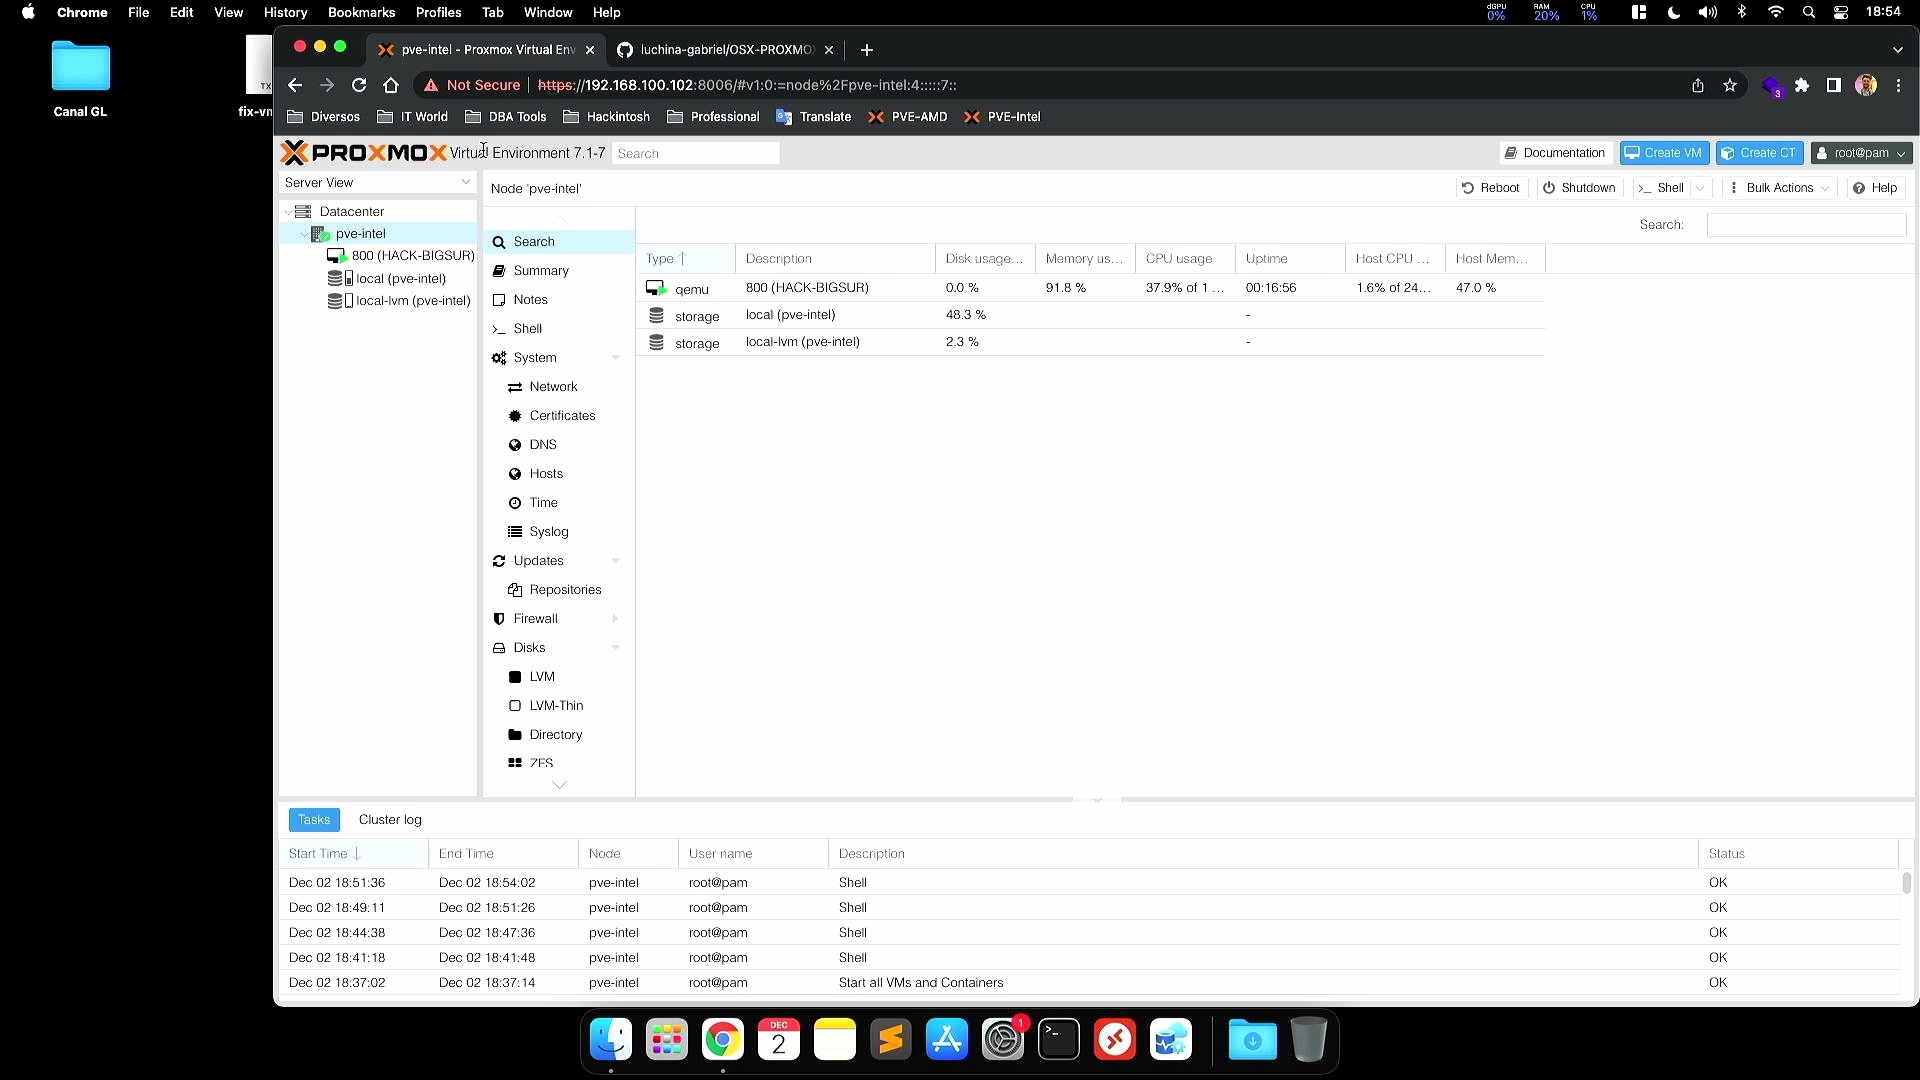 Chrome File Edit View History Bookmarks Profiles Tab Window Help
dGPU 0% RAM 20% CPU 1% 18:54
Canal GL
TX
fix-vn
pve-intel - Proxmox Virtual Env
luchina-gabriel/OSX-PROXMO
Not Secure https://192.168.100.102:8006/#v1:0:=node%2Fpve-intel:4:::::7::
3
Diversos IT World DBA Tools Hackintosh Professional Translate PVE-AMD PVE-Intel
PROXMOX Virtual Environment 7.1-7 Search Documentation Create VM Create CT root@pam
Server View
Node 'pve-intel' Reboot Shutdown Shell Bulk Actions Help
Datacenter
pve-intel
800 (HACK-BIGSUR)
local (pve-intel)
local-lvm (pve-intel)
Search
Summary
Notes
Shell
System
Network
Certificates
DNS
Hosts
Time
Syslog
Updates
Repositories
Firewall
Disks
LVM
LVM-Thin
Directory
ZFS
Search:
Type Description Disk usage... Memory us... CPU usage Uptime Host CPU ... Host Mem...
qemu 800 (HACK-BIGSUR) 0.0 % 91.8 % 37.9% of 1 ... 00:16:56 1.6% of 24... 47.0 %
storage local (pve-intel) 48.3 % -
storage local-lvm (pve-intel) 2.3 % -
Tasks Cluster log
Start Time End Time Node User name Description Status
Dec 02 18:51:36 Dec 02 18:54:02 pve-intel root@pam Shell OK
Dec 02 18:49:11 Dec 02 18:51:26 pve-intel root@pam Shell OK
Dec 02 18:44:38 Dec 02 18:47:36 pve-intel root@pam Shell OK
Dec 02 18:41:18 Dec 02 18:41:48 pve-intel root@pam Shell OK
Dec 02 18:37:02 Dec 02 18:37:14 pve-intel root@pam Start all VMs and Containers OK
DEC
2
1